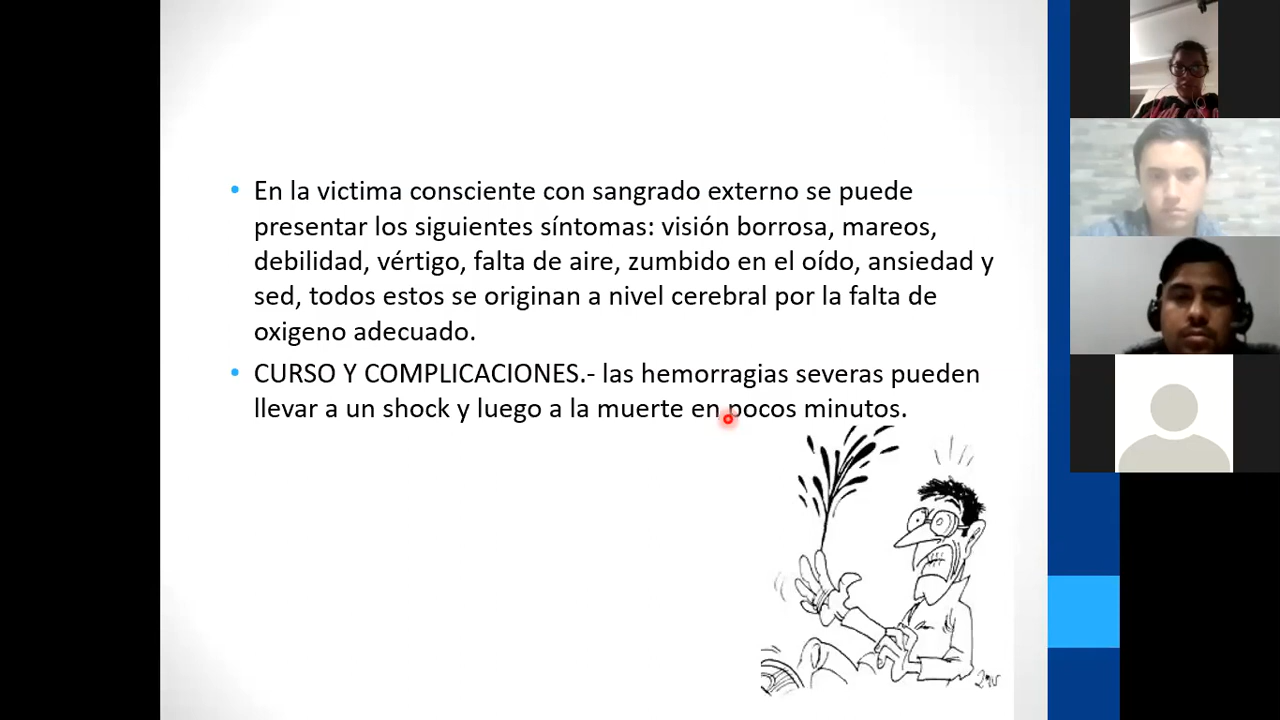 En la victima consciente con sangrado externo se puede
presentar los siguientes síntomas: visión borrosa, mareos,
debilidad, vértigo, falta de aire, zumbido en el oído, ansiedad y
sed, todos estos se originan a nivel cerebral por la falta de
oxigeno adecuado.
CURSO Y COMPLICACIONES.- las hemorragias severas pueden
llevar a un shock y luego a la muerte en pocos minutos.